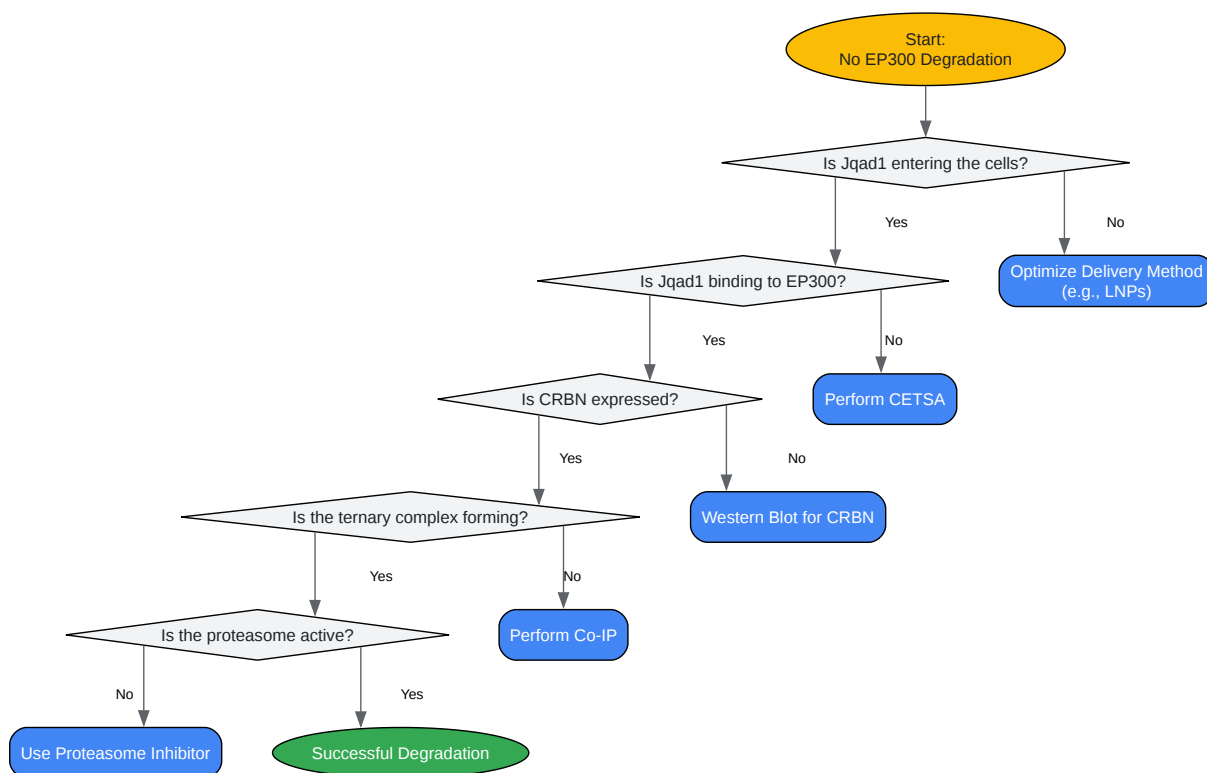 Start:
No EP300 Degradation
Is Jqad1 entering the cells?
Yes
No
Is Jqad1 binding to EP300?
Optimize Delivery Method
(e.g., LNPs)
Yes
No
Is CRBN expressed?
Perform CETSA
Yes
No
Is the ternary complex forming?
Western Blot for CRBN
Yes
No
Is the proteasome active?
Perform Co-IP
No
Yes
Use Proteasome Inhibitor
Successful Degradation